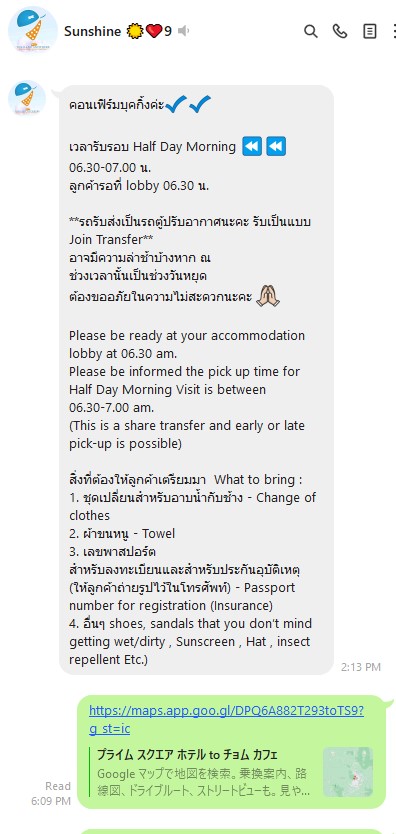 Sunshine 9
คอนเฟิร์มบุคกิ้งค่ะ
เวลารับรอบ Half Day Morning
06.30-07.00 น.
ลูกค้ารอที่ lobby 06.30 น.
**รถรับส่งเป็นรถตู้ปรับอากาศนะคะ รับเป็นแบบ
Join Transfer**
อาจมีความล่าช้าบ้างหาก ณ
ช่วงเวลานั้นเป็นช่วงวันหยุด
ต้องขออภัยในความไม่สะดวกนะคะ
Please be ready at your accommodation
lobby at 06.30 am.
Please be informed the pick up time for
Half Day Morning Visit is between
06.30-7.00 am.
(This is a share transfer and early or late
pick-up is possible)
สิ่งที่ต้องให้ลูกค้าเตรียมมา What to bring :
1. ชุดเปลี่ยนสำหรับอาบน้ำกับช้าง - Change of
clothes
2. ผ้าขนหนู - Towel
3. เลขพาสปอร์ต
สำหรับลงทะเบียนและสำหรับประกันอุบัติเหตุ
(ให้ลูกค้าถ่ายรูปไว้ในโทรศัพท์) - Passport
number for registration (Insurance)
4. อื่นๆ shoes, sandals that you don't mind
getting wet/dirty , Sunscreen , Hat , insect
repellent Etc.)
2:13 PM
https://maps.app.goo.gl/DPQ6A882T293toTS9?
g_st=ic
プライム スクエア ホテル to チョム カフェ
Google マップで地図を検索。乗換案内、路
線図、ドライブルート、ストリートビューも。見や...
Read
6:09 PM